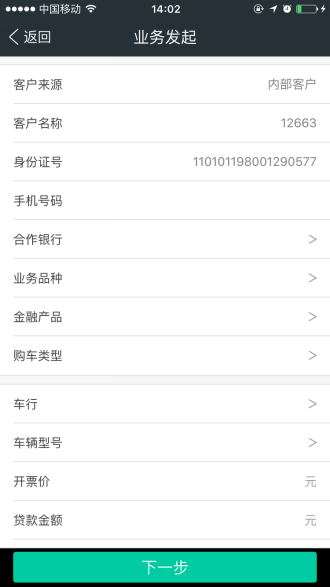 中国移动 14:02
返回 业务发起
客户来源 内部客户
客户名称 12663
身份证号 110101198001290577
手机号码
合作银行
业务品种
金融产品
购车类型
车行
车辆型号
开票价 元
贷款金额 元
下一步